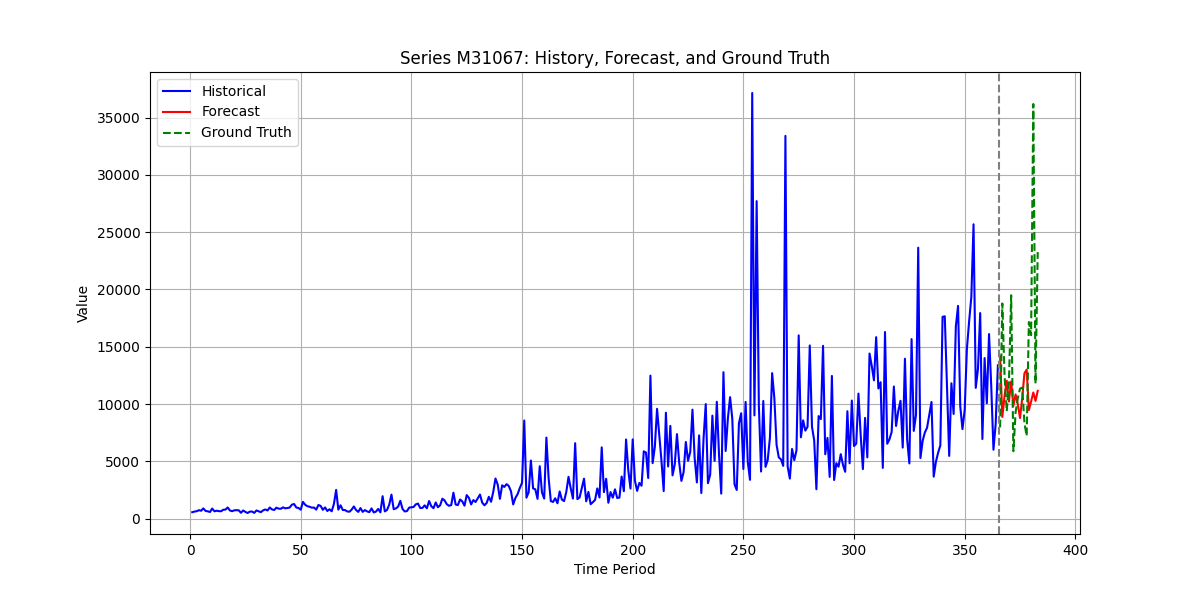 Series M31067: History, Forecast, and Ground Truth
Historical
Forecast
Ground Truth
35000
30000
25000
20000
15000
10000
5000
0
Value
0 50 100 150 200 250 300 350 400
Time Period